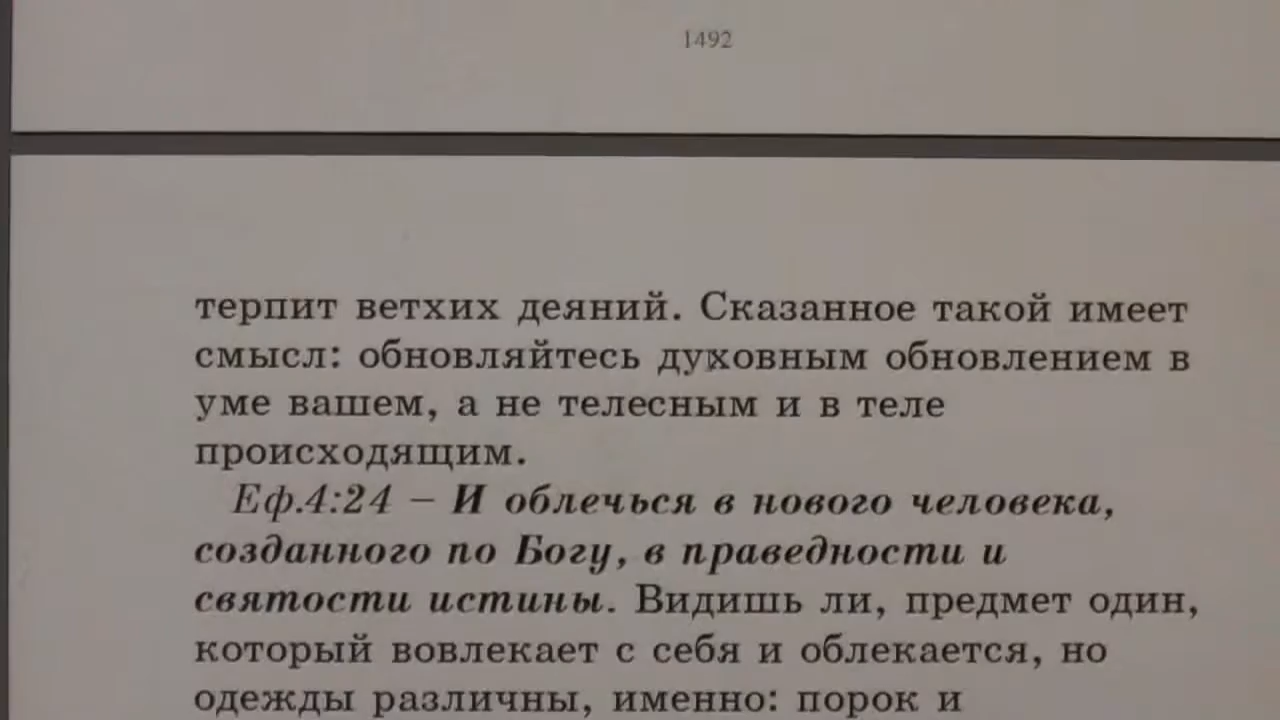 1492
терпит ветхих деяний. Сказанное такой имеет
смысл: обновляйтесь духовным обновлением в
уме вашем, а не телесным и в теле
происходящим.
Еф.4:24 – И облечься в нового человека,
созданного по Богу, в праведности и
святости истины. Видишь ли, предмет один,
который вовлекает с себя и облекается, но
одежды различны, именно: порок и